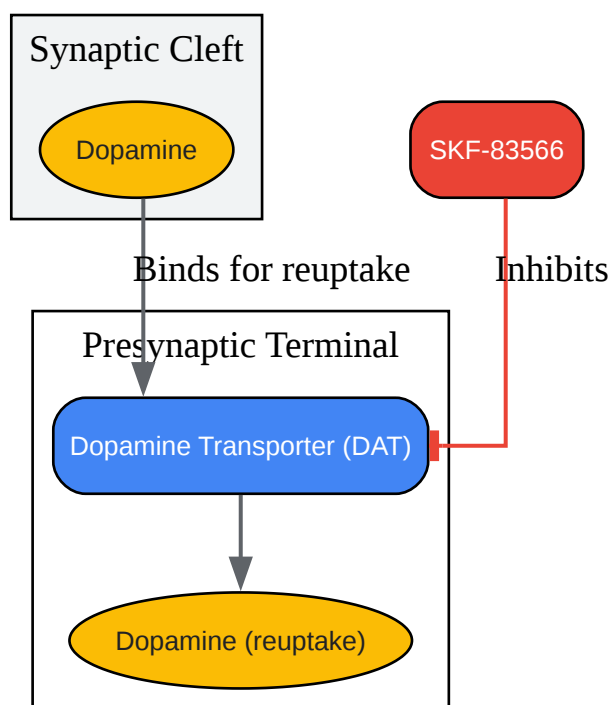 Synaptic Cleft
Dopamine
SKF-83566
Binds for reuptake
Inhibits
Presynaptic Terminal
Dopamine Transporter (DAT)
Dopamine (reuptake)